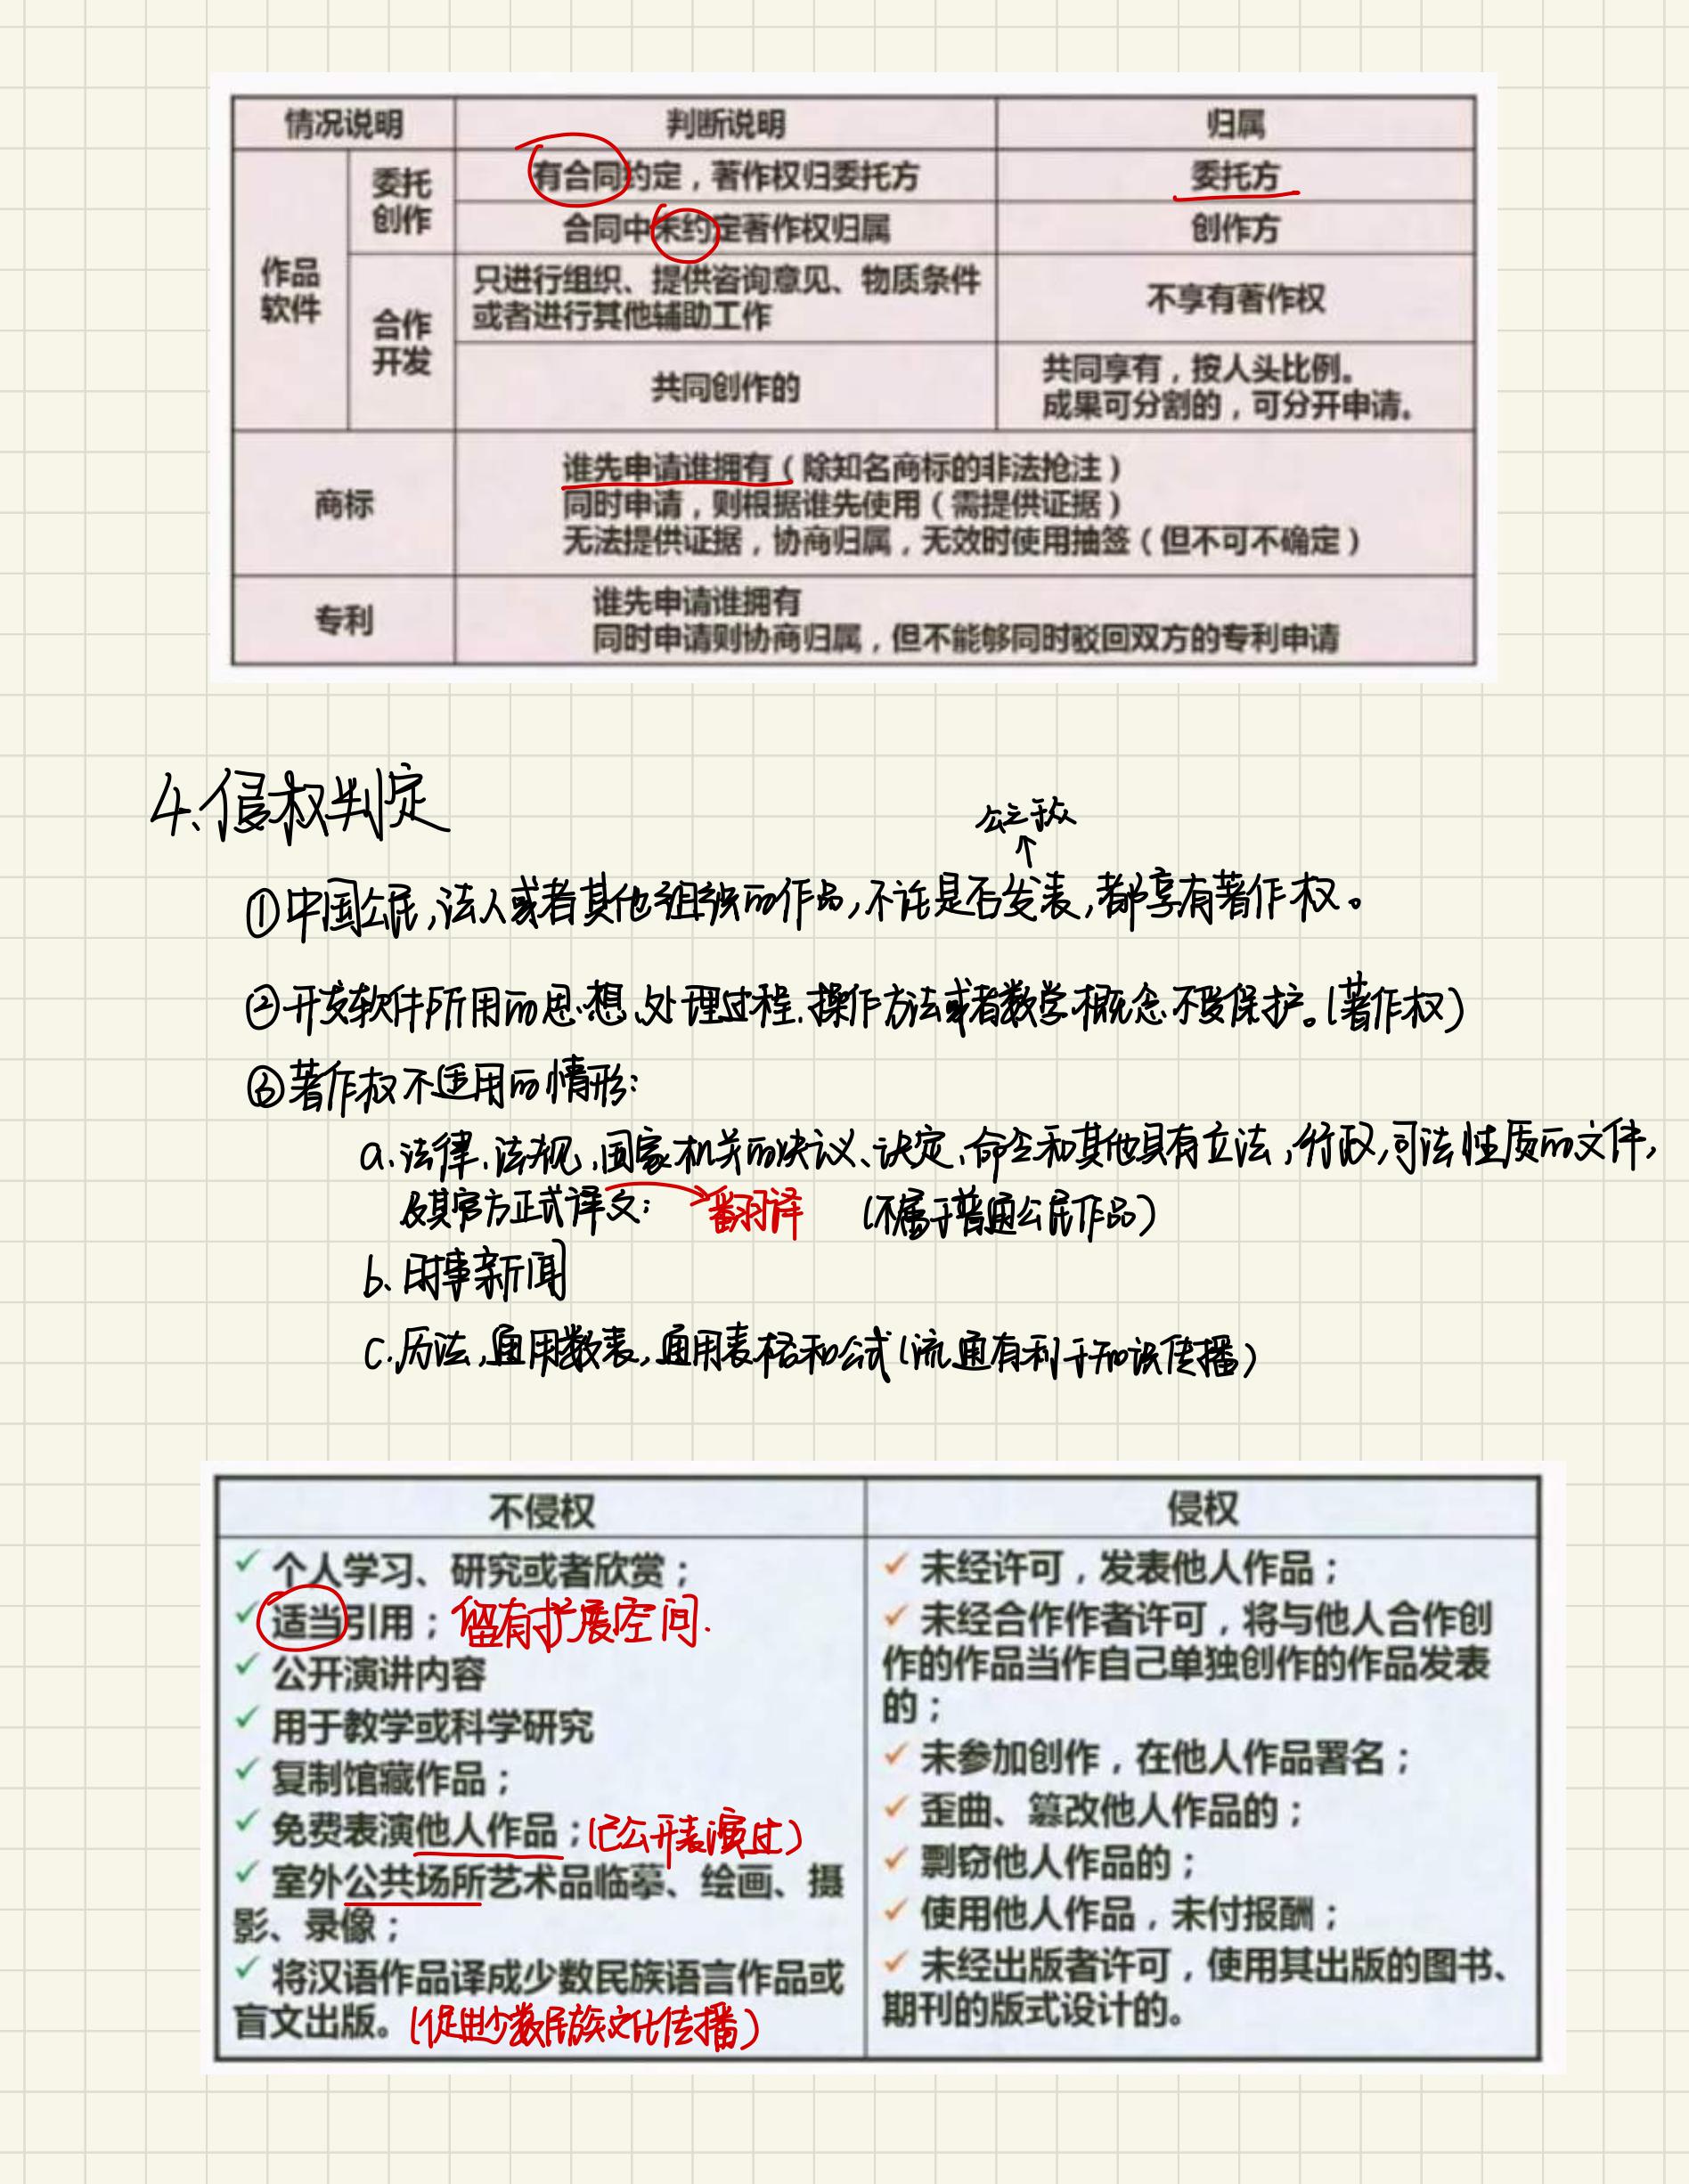 情况说明 判断说明 归属
作品
软件
委托
创作
有合同约定，著作权归委托方 委托方
合同中未约定著作权归属 创作方
合作
开发
只进行组织、提供咨询意见、物质条件
或者进行其他辅助工作
不享有著作权
共同创作的
共同享有，按人头比例。
成果可分割的，可分开申请。
商标
谁先申请谁拥有（除知名商标的非法抢注）
同时申请，则根据谁先使用（需提供证据）
无法提供证据，协商归属，无效时使用抽签（但不可不确定）
专利
谁先申请谁拥有
同时申请则协商归属，但不能够同时驳回双方的专利申请
4、侵权判定
公之于众
①中国公民,法人或者其他组织的作品,不论是否发表,都享有著作权。
②开发软件所用的思想、处理过程、操作方法或者数学概念不受保护。(著作权)
③著作权不适用的情形:
a.法律、法规,国家机关的决议、决定、命令和其他具有立法,行政,司法性质的文件,
及其官方正式译文: 翻译 (不属于普通公民作品)
b.时事新闻
c.历法,通用数表,通用表格和公式(流通有利于知识传播)
不侵权
✓ 个人学习、研究或者欣赏；
✓ 适当引用；留有扩展空间.
✓ 公开演讲内容
✓ 用于教学或科学研究
✓ 复制馆藏作品；
✓ 免费表演他人作品；(已公开表演过)
✓ 室外公共场所艺术品临摹、绘画、摄
影、录像；
✓ 将汉语作品译成少数民族语言作品或
盲文出版。(促进少数民族文化传播)
侵权
✓ 未经许可，发表他人作品；
✓ 未经合作作者许可，将与他人合作创
作的作品当作自己单独创作的作品发表
的；
✓ 未参加创作，在他人作品署名；
✓ 歪曲、篡改他人作品的；
✓ 剽窃他人作品的；
✓ 使用他人作品，未付报酬；
✓ 未经出版者许可，使用其出版的图书、
期刊的版式设计的。